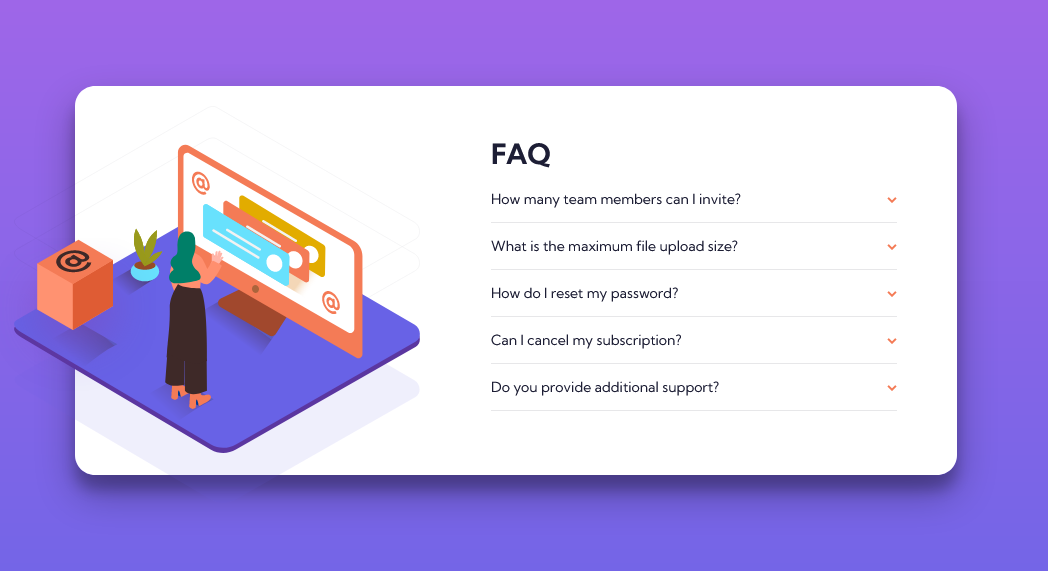 FAQ
How many team members can I invite?
What is the maximum file upload size?
How do I reset my password?
Can I cancel my subscription?
Do you provide additional support?
@
@
@